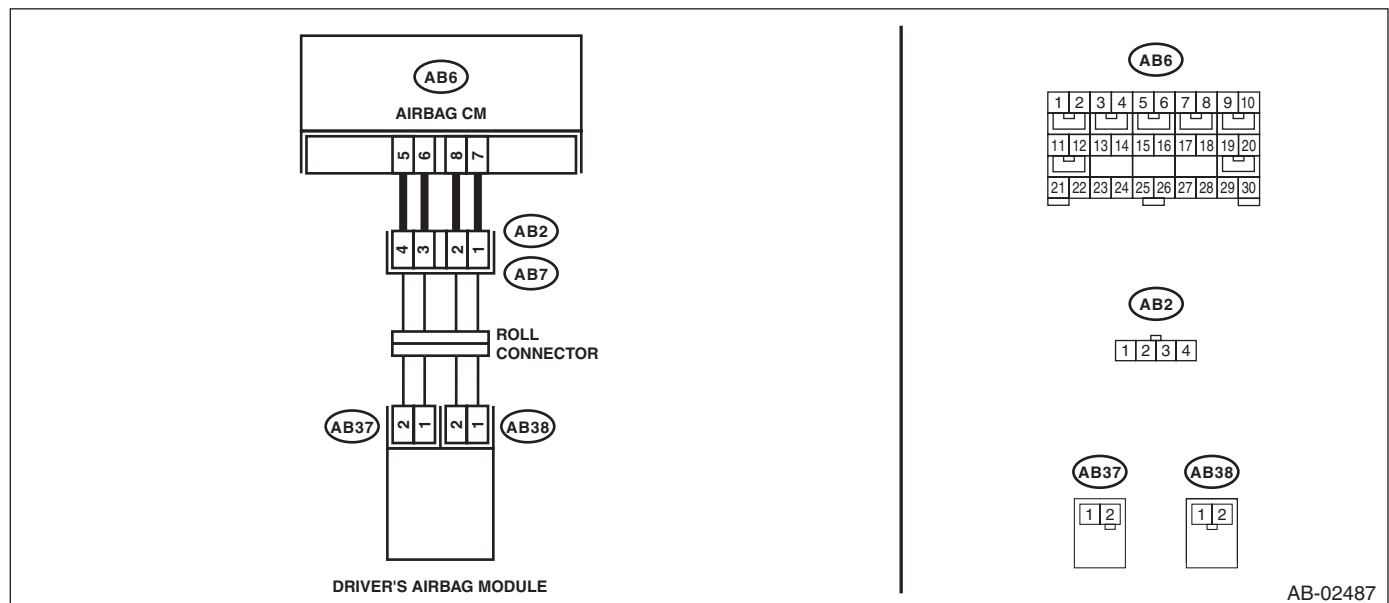 AB6
AIRBAG CM
5 6 8 7
AB2
4 3 2 1
AB7
ROLL
CONNECTOR
AB37
2 1 2 1
AB38
DRIVER'S AIRBAG MODULE
AB6
1 2 3 4 5 6 7 8 9 10
11 12 13 14 15 16 17 18 19 20
21 22 23 24 25 26 27 28 29 30
AB2
1 2 3 4
AB37 AB38
1 2 1 2
AB-02487